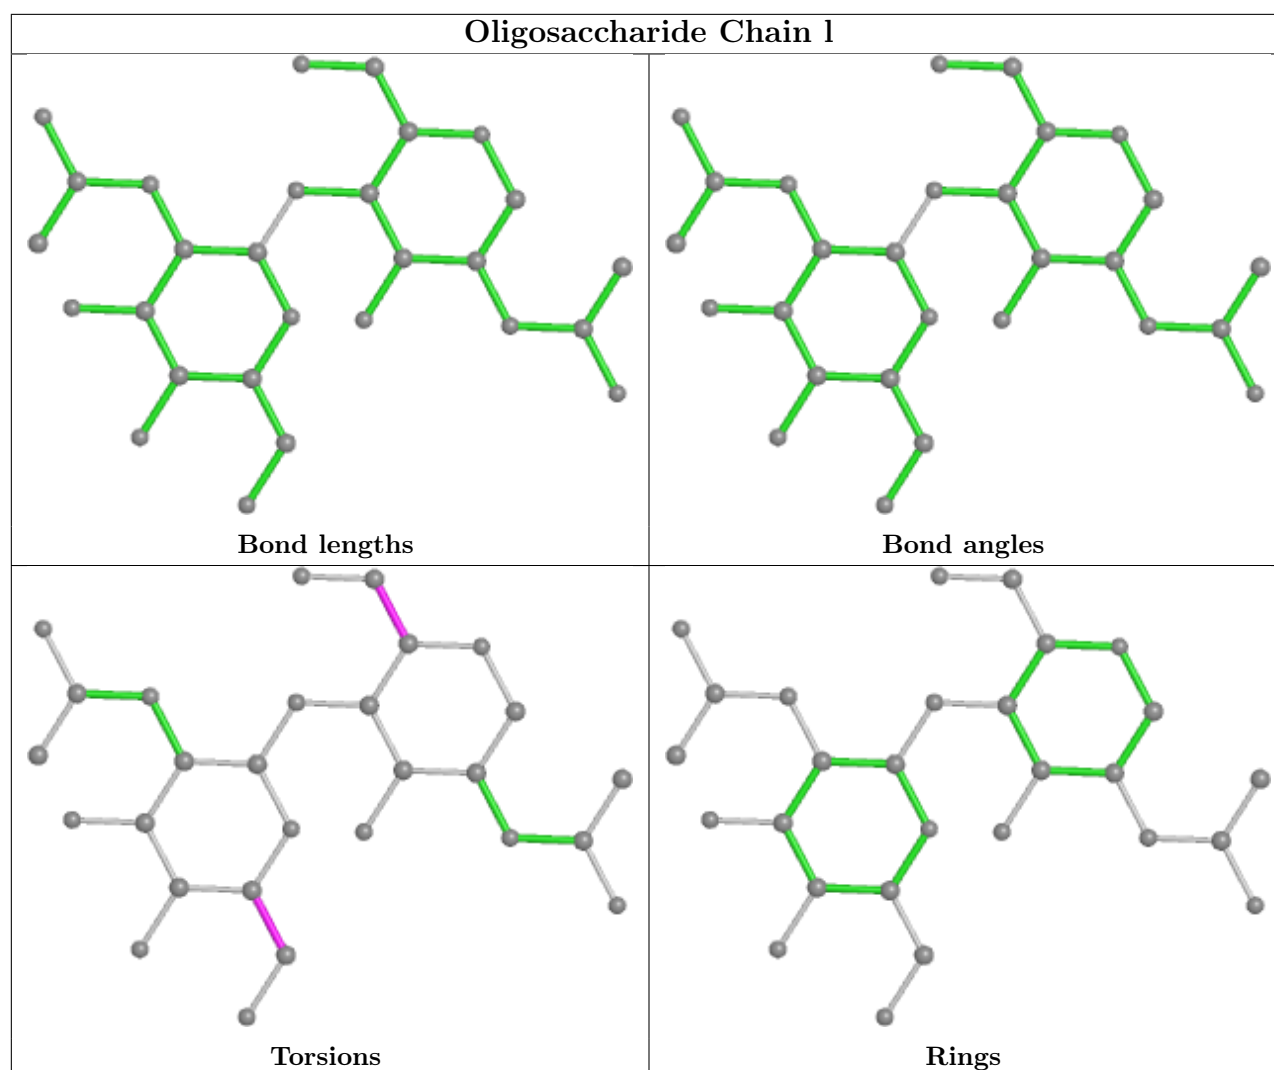 Oligosaccharide Chain l
Bond lengths
Bond angles
Torsions
Rings